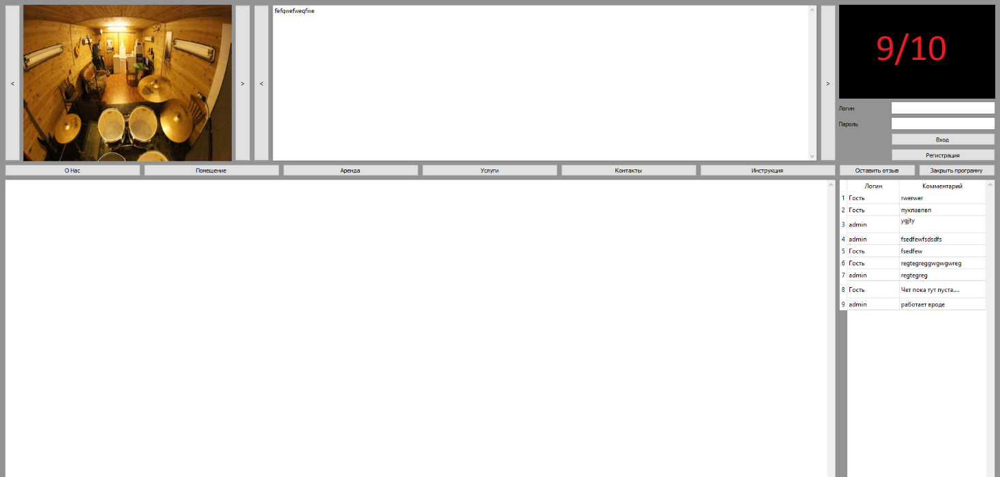 <
>
<
fefqwefweqfwe
>
9/10
Логин
Пароль
Вход
Регистрация
О Нас Помещение Аренда Услуги Контакты Инструкция Оставить отзыв Закрыть программу
Логин Комментарий
1 Гость rwerwer
2 Гость пукпавпвп
3 admin ygjty
4 admin fsedfewfsdsdfs
5 Гость fsedfew
6 Гость regtegreggwgwgwreg
7 admin regtegreg
8 Гость Чет пока тут пуста....
9 admin работает вроде